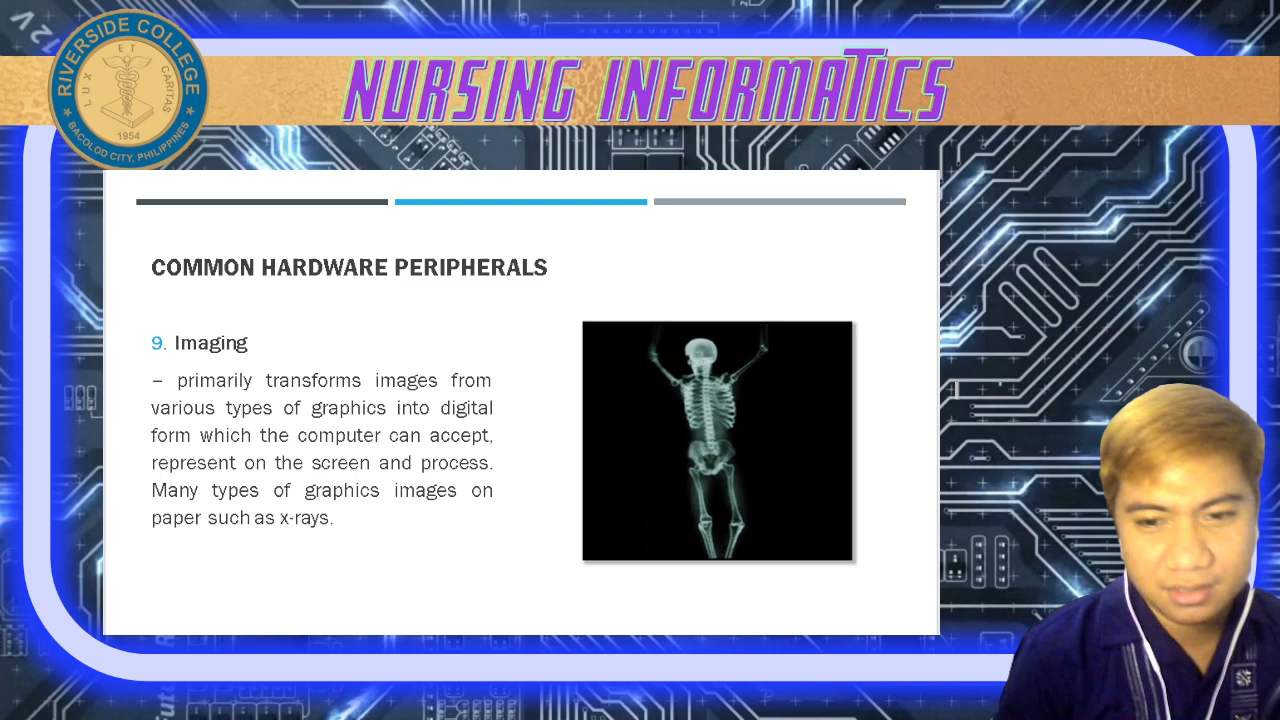 12V
RIVERSIDE COLLEGE
LUX ET CARITAS
1954
BACOLOD CITY, PHILIPPINES
NURSING INFORMATICS
COMMON HARDWARE PERIPHERALS
9. Imaging
– primarily transforms images from
various types of graphics into digital
form which the computer can accept,
represent on the screen and process.
Many types of graphics images on
paper such as x-rays.